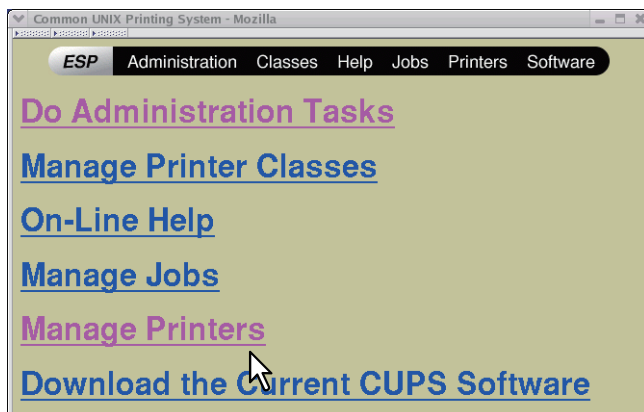 Common UNIX Printing System - Mozilla
ESP Administration Classes Help Jobs Printers Software
Do Administration Tasks
Manage Printer Classes
On-Line Help
Manage Jobs
Manage Printers
Download the Current CUPS Software